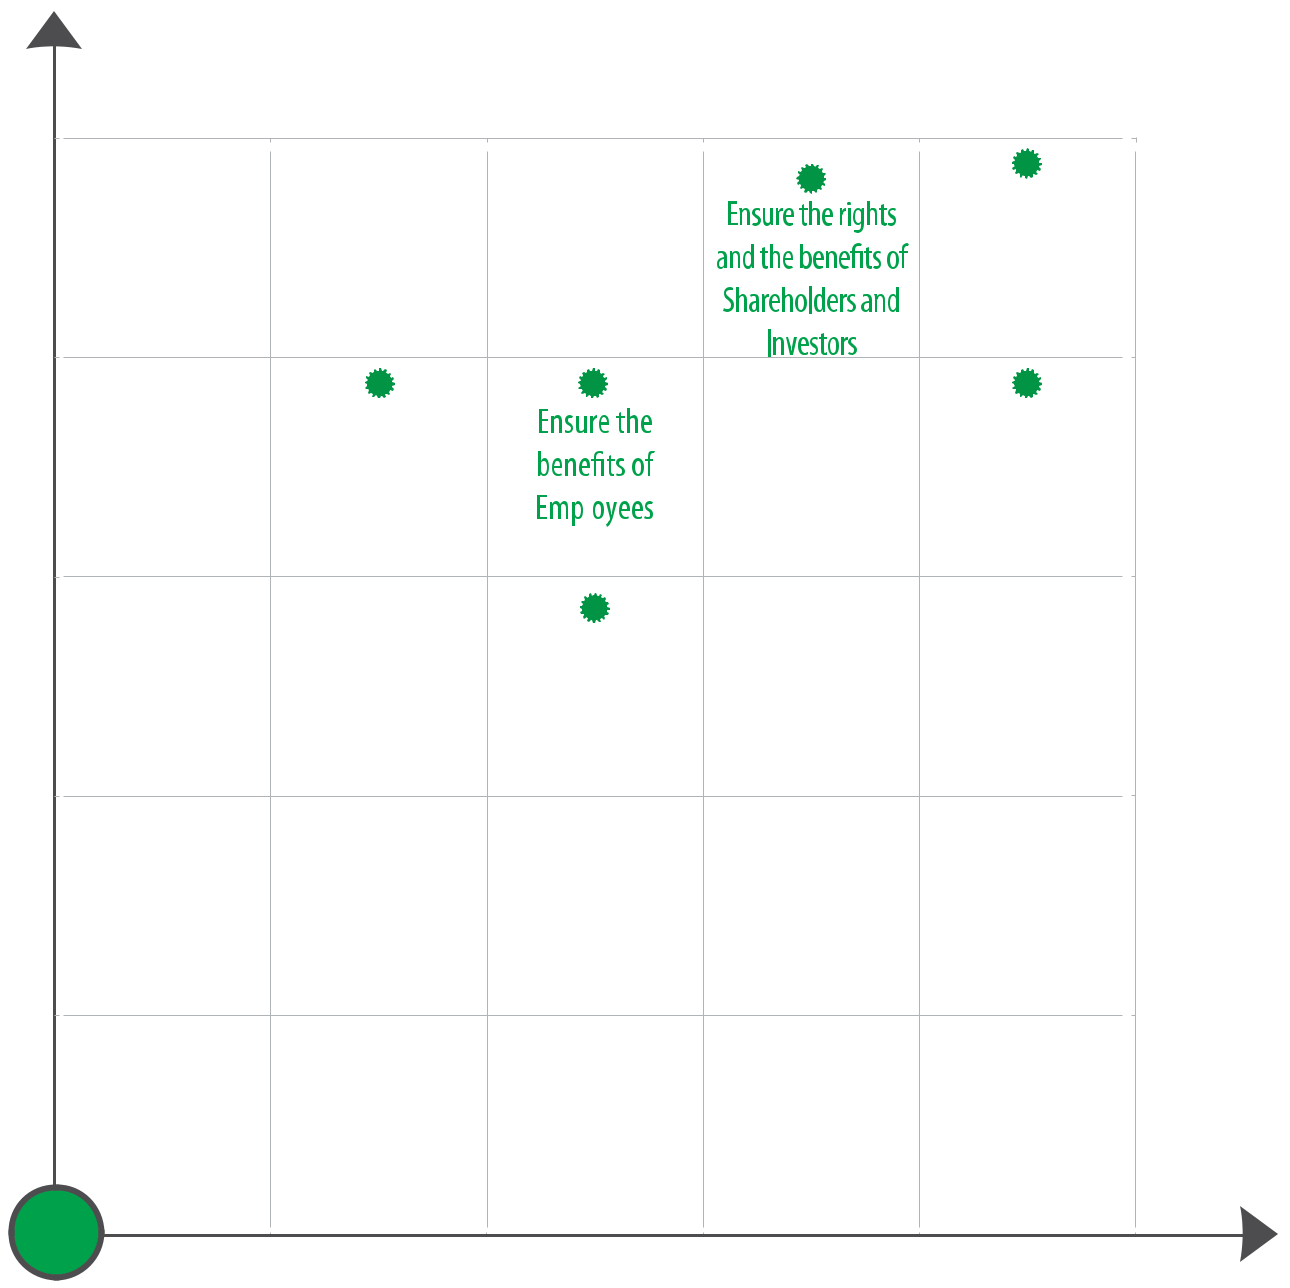 Ensure the rights
and the benefits of
Shareholders and
Investors
Ensure the
benefits of
Emp oyees